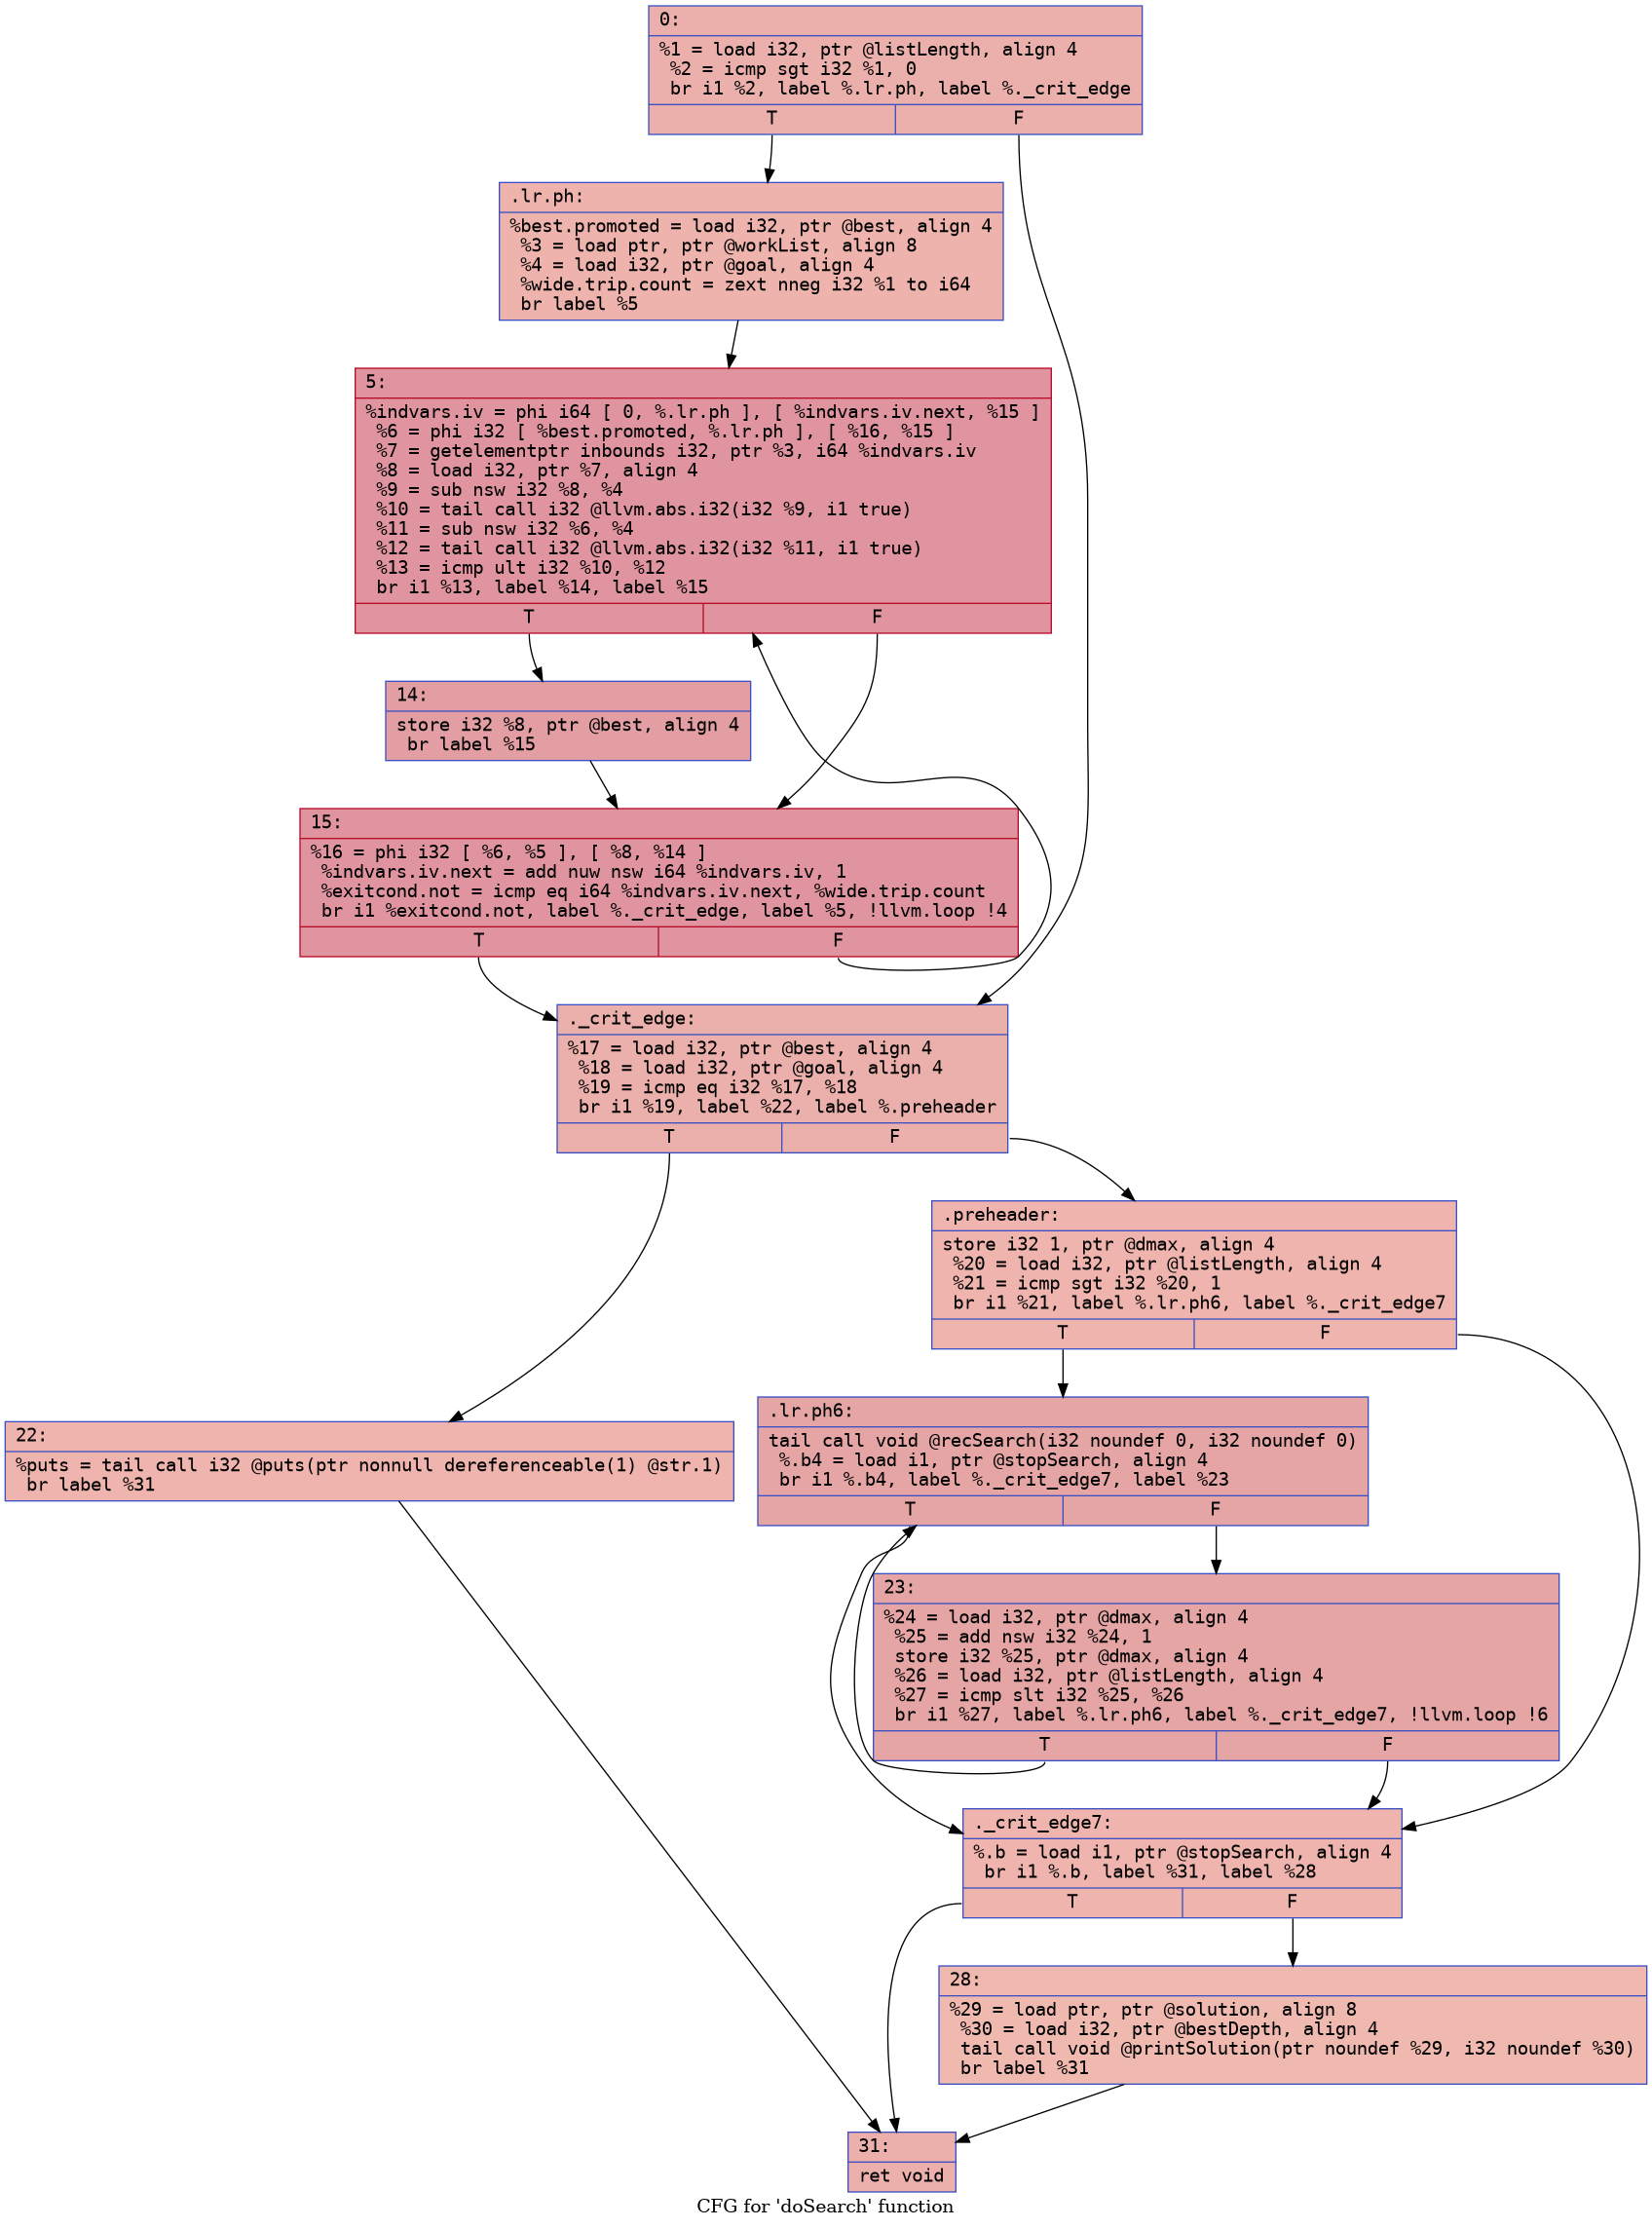 0:
%1 = load i32, ptr @listLength, align 4
%2 = icmp sgt i32 %1, 0
br i1 %2, label %.lr.ph, label %._crit_edge
T F
.lr.ph:
%best.promoted = load i32, ptr @best, align 4
%3 = load ptr, ptr @workList, align 8
%4 = load i32, ptr @goal, align 4
%wide.trip.count = zext nneg i32 %1 to i64
br label %5
5:
%indvars.iv = phi i64 [ 0, %.lr.ph ], [ %indvars.iv.next, %15 ]
%6 = phi i32 [ %best.promoted, %.lr.ph ], [ %16, %15 ]
%7 = getelementptr inbounds i32, ptr %3, i64 %indvars.iv
%8 = load i32, ptr %7, align 4
%9 = sub nsw i32 %8, %4
%10 = tail call i32 @llvm.abs.i32(i32 %9, i1 true)
%11 = sub nsw i32 %6, %4
%12 = tail call i32 @llvm.abs.i32(i32 %11, i1 true)
%13 = icmp ult i32 %10, %12
br i1 %13, label %14, label %15
T F
14:
store i32 %8, ptr @best, align 4
br label %15
15:
%16 = phi i32 [ %6, %5 ], [ %8, %14 ]
%indvars.iv.next = add nuw nsw i64 %indvars.iv, 1
%exitcond.not = icmp eq i64 %indvars.iv.next, %wide.trip.count
br i1 %exitcond.not, label %._crit_edge, label %5, !llvm.loop !4
T F
._crit_edge:
%17 = load i32, ptr @best, align 4
%18 = load i32, ptr @goal, align 4
%19 = icmp eq i32 %17, %18
br i1 %19, label %22, label %.preheader
T F
.preheader:
store i32 1, ptr @dmax, align 4
%20 = load i32, ptr @listLength, align 4
%21 = icmp sgt i32 %20, 1
br i1 %21, label %.lr.ph6, label %._crit_edge7
T F
22:
%puts = tail call i32 @puts(ptr nonnull dereferenceable(1) @str.1)
br label %31
.lr.ph6:
tail call void @recSearch(i32 noundef 0, i32 noundef 0)
%.b4 = load i1, ptr @stopSearch, align 4
br i1 %.b4, label %._crit_edge7, label %23
T F
23:
%24 = load i32, ptr @dmax, align 4
%25 = add nsw i32 %24, 1
store i32 %25, ptr @dmax, align 4
%26 = load i32, ptr @listLength, align 4
%27 = icmp slt i32 %25, %26
br i1 %27, label %.lr.ph6, label %._crit_edge7, !llvm.loop !6
T F
._crit_edge7:
%.b = load i1, ptr @stopSearch, align 4
br i1 %.b, label %31, label %28
T F
28:
%29 = load ptr, ptr @solution, align 8
%30 = load i32, ptr @bestDepth, align 4
tail call void @printSolution(ptr noundef %29, i32 noundef %30)
br label %31
31:
ret void
CFG for 'doSearch' function